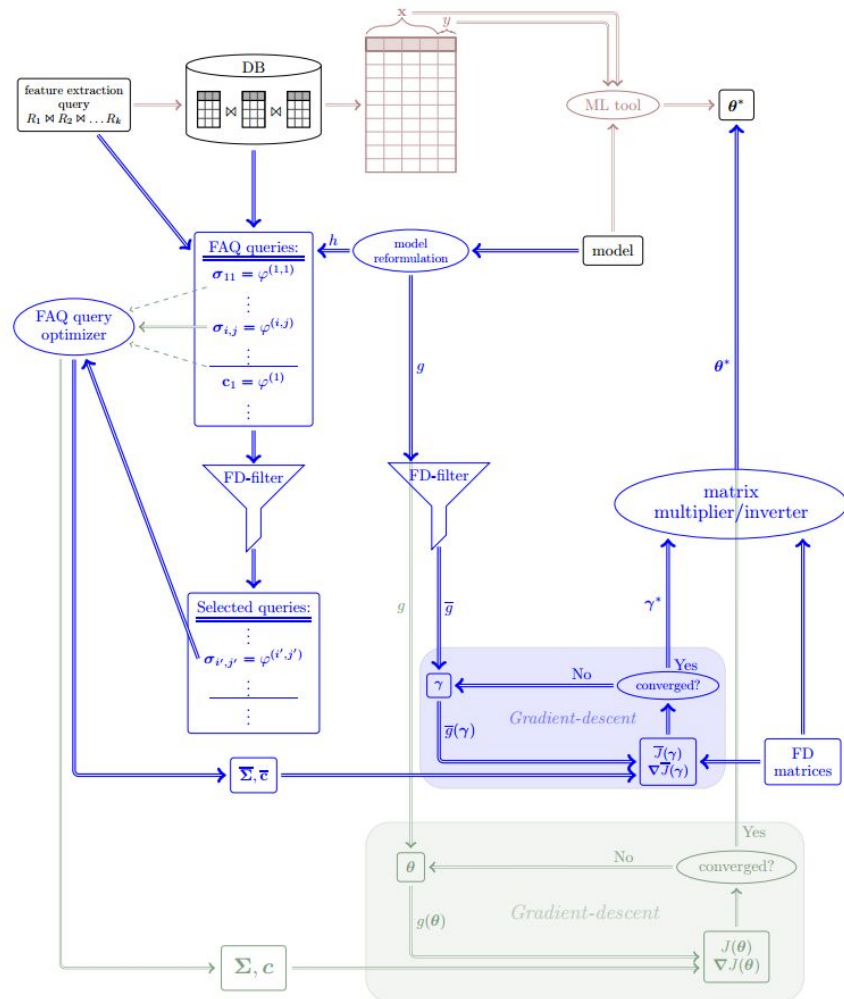 x
y
DB
feature extraction
query
R₁ ⋈ R₂ ⋈ … Rₖ
⋈ ⋈
ML tool
θ*
FAQ queries:
h
model
reformulation
model
σ₁₁ = φ^(1,1)
⋮
FAQ query
optimizer
σᵢ,ⱼ = φ^(i,j)
⋮
c₁ = φ^(1)
⋮
g
θ*
FD-filter
FD-filter
matrix
multiplier/inverter
Selected queries:
g
g̅
γ*
⋮
σᵢ′,ⱼ′ = φ^(i′,j′)
⋮
γ
No
Yes
converged?
Gradient-descent
g̅(γ)
J̅(γ)
∇J̅(γ)
FD
matrices
Σ̅, c̅
Yes
θ
No
converged?
Gradient-descent
g(θ)
J(θ)
∇J(θ)
Σ, c